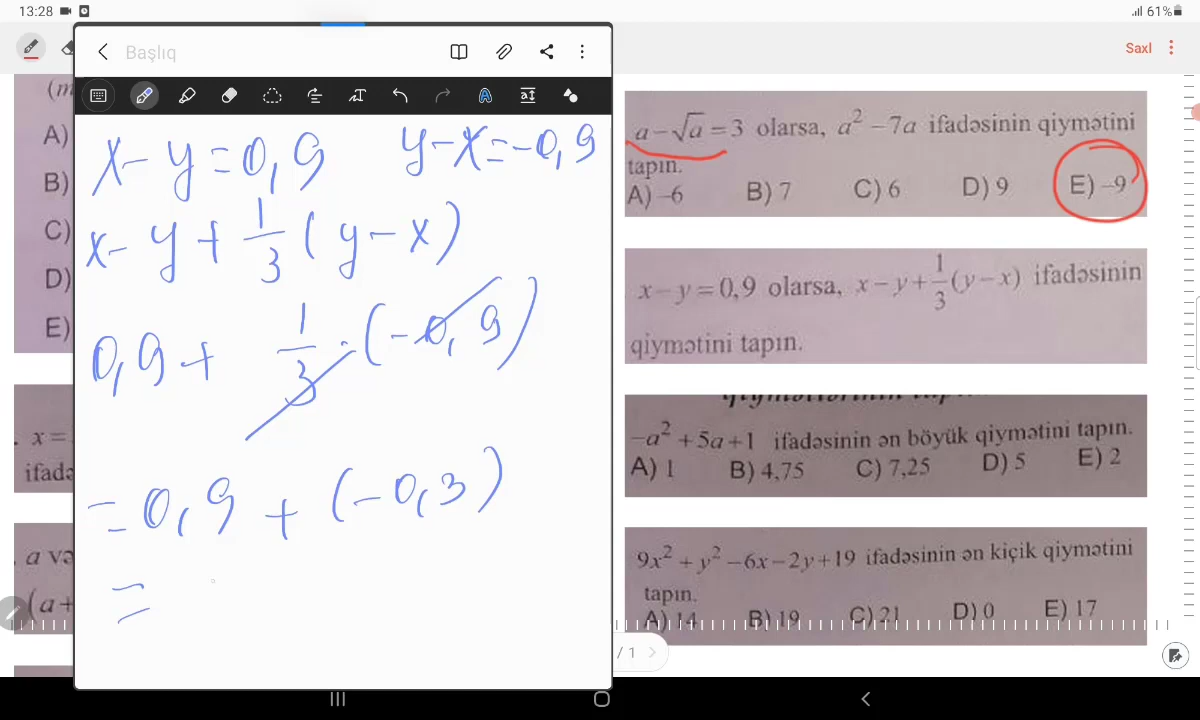 13:28
61%
Başlıq
Saxl
x-y=0,9 y-x=-0,9
x-y+1/3(y-x)
0,9+ 1/3·(-0,9)
=0,9+(-0,3)
=
(m
A)
B)
C)
D)
E)
. x=
ifadə
. a və
(a+
a-√a=3 olarsa, a²-7a ifadəsinin qiymətini
tapın.
A) -6 B) 7 C) 6 D) 9 E) -9
x-y=0,9 olarsa, x-y+1/3(y-x) ifadəsinin
qiymətini tapın.
-a²+5a+1 ifadəsinin ən böyük qiymətini tapın.
A) 1 B) 4,75 C) 7,25 D) 5 E) 2
9x²+y²-6x-2y+19 ifadəsinin ən kiçik qiymətini
tapın.
A) 14 B) 19 C) 21 D) 0 E) 17
/ 1